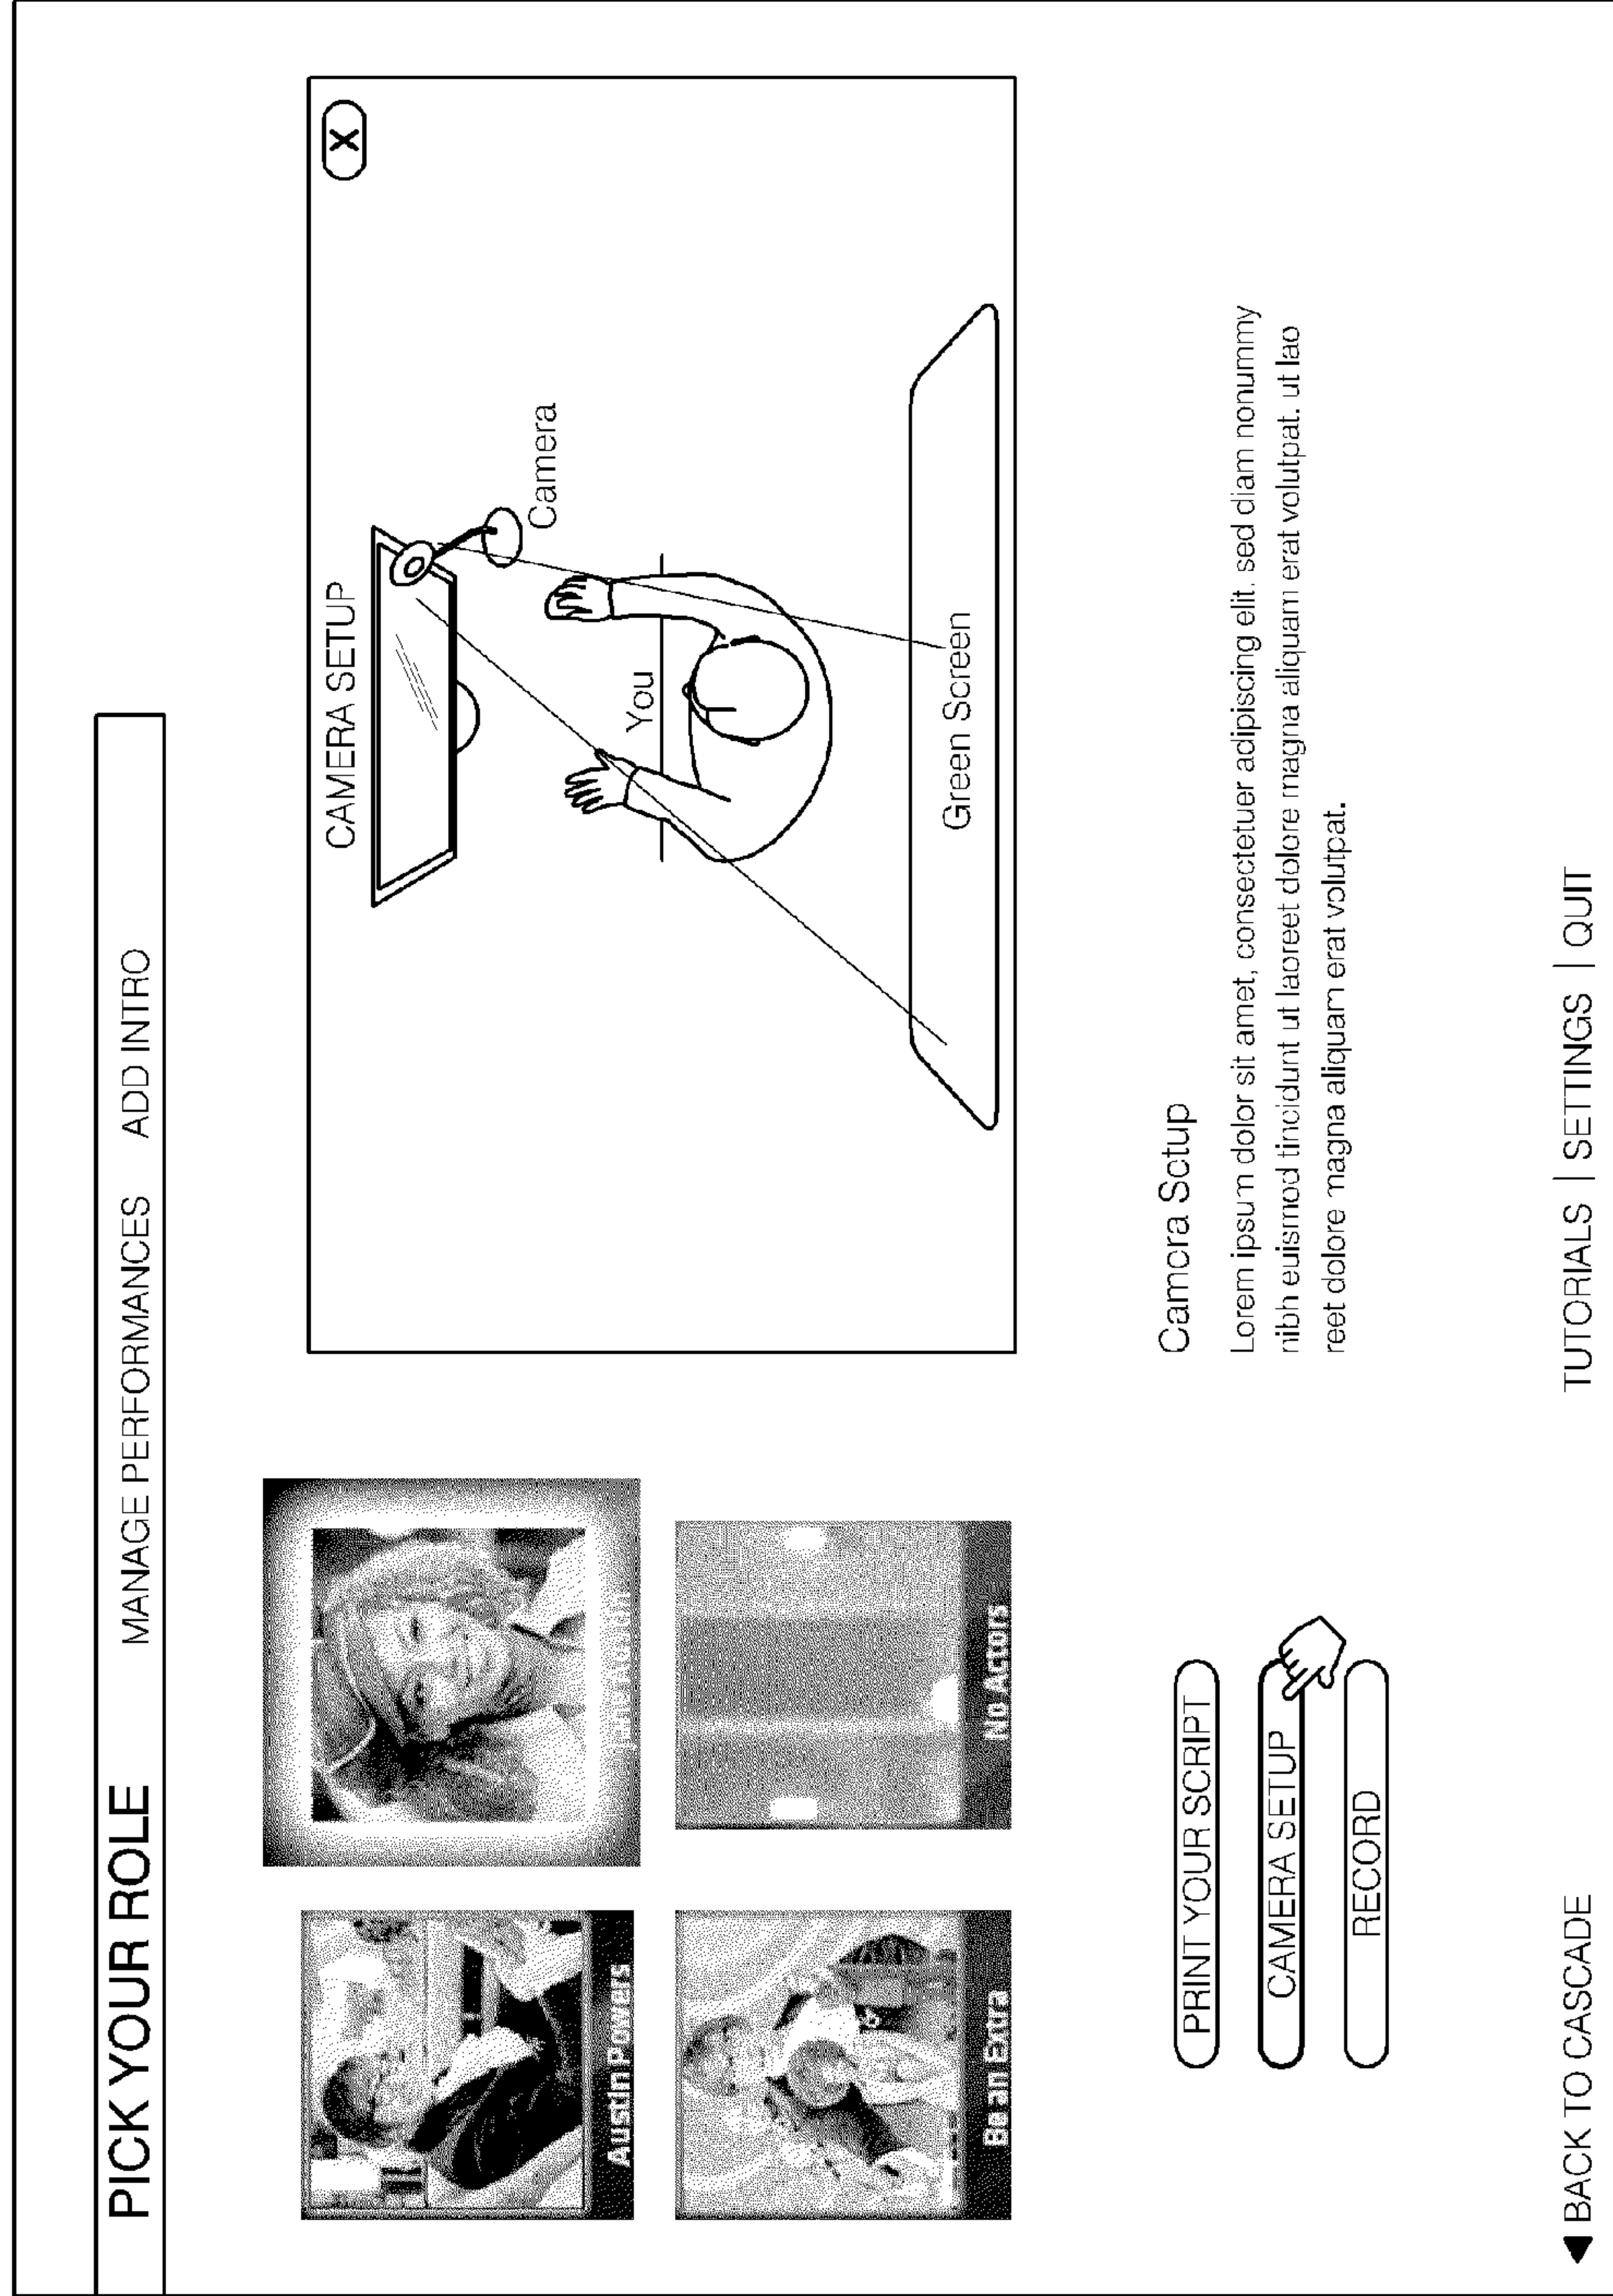 PICK YOUR ROLE
MANAGE PERFORMANCES
ADD INTRO
Austin Powers
Be an Extra
No Actors
PRINT YOUR SCRIPT
CAMERA SETUP
RECORD
CAMERA SETUP
X
Camera
You
Green Screen
Camera Setup
Lorem ipsum dolor sit amet, consectetuer adipiscing elit. sed diam nonummy
nibh euismod tincidunt ut laoreet dolore magna aliquam erat volutpat. ut lao
reet dolore magna aliquam erat volutpat.
BACK TO CASCADE
TUTORIALS | SETTINGS | QUIT